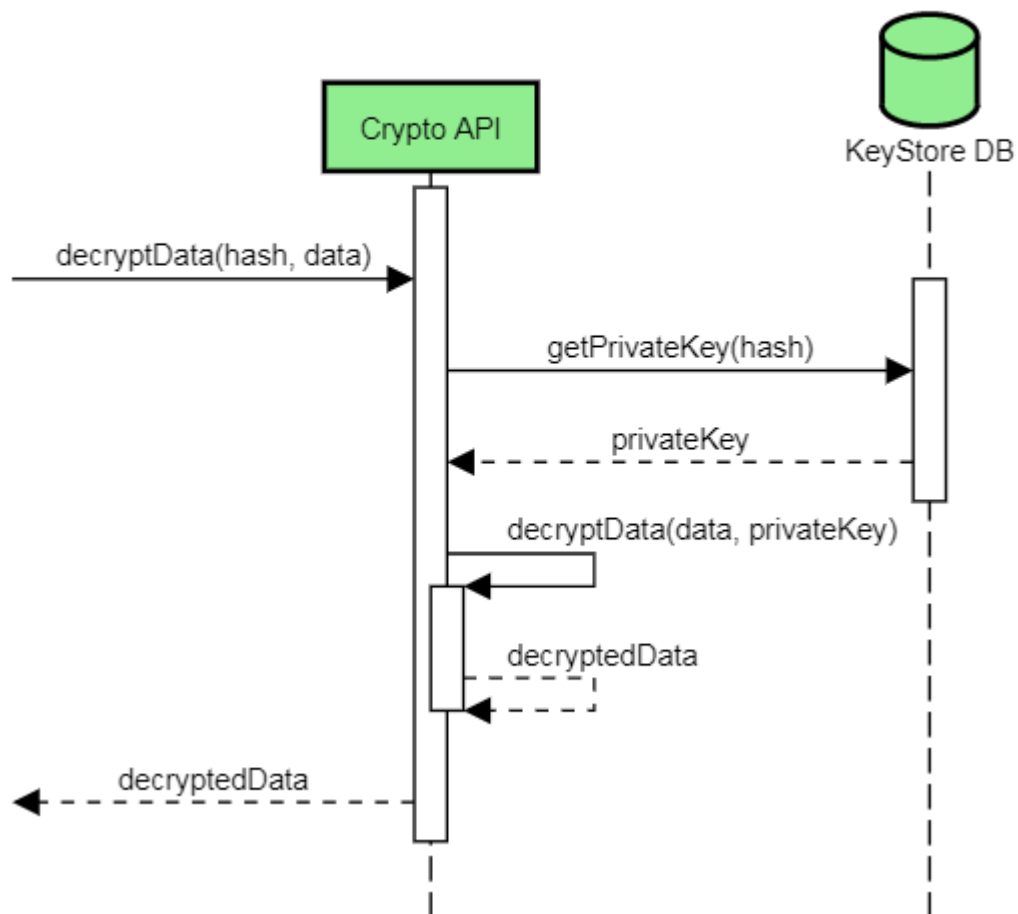 Crypto API
KeyStore DB
decryptData(hash, data)
getPrivateKey(hash)
privateKey
decryptData(data, privateKey)
decryptedData
decryptedData